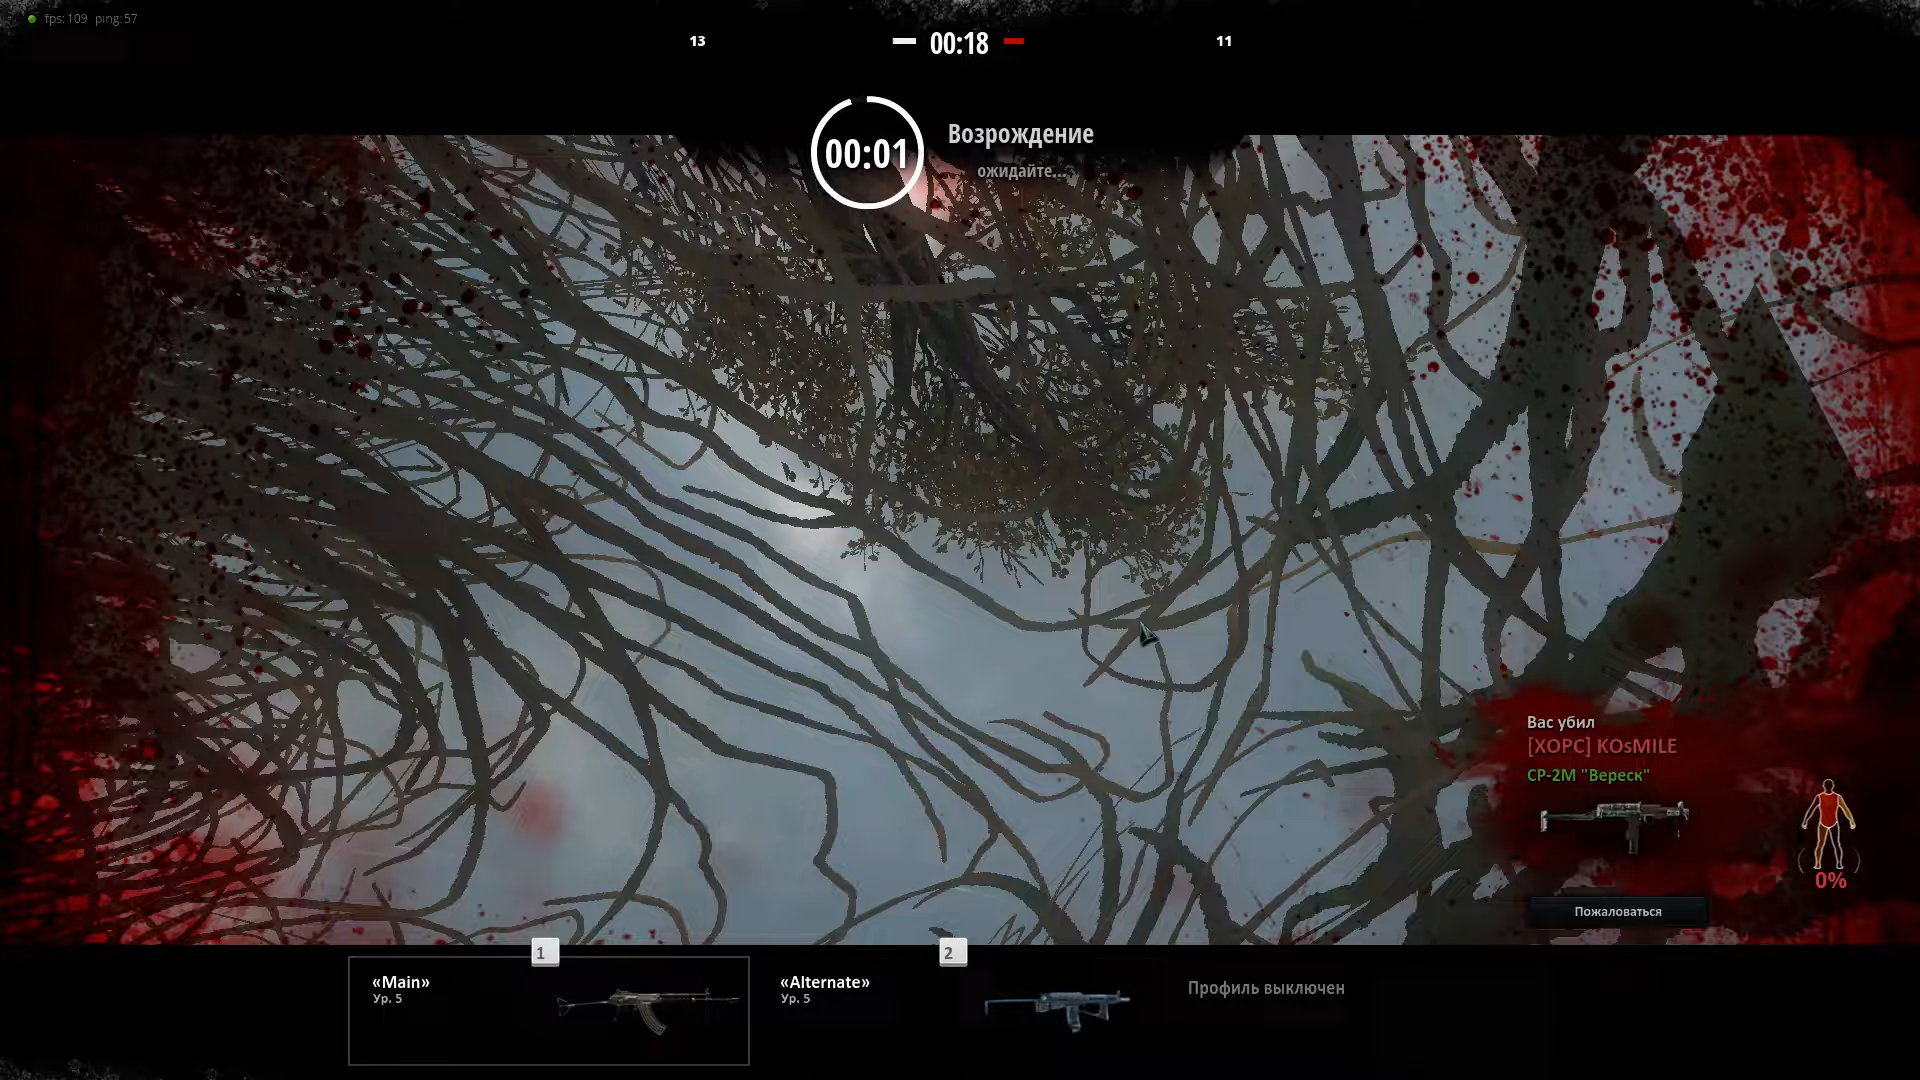 fps: 109 ping: 57
13
00:18
11
00:01
Возрождение
ожидайте...
Вас убил
[ХОРС] KOsMILE
СР-2М "Вереск"
0%
Пожаловаться
1
2
«Main»
Ур. 5
«Alternate»
Ур. 5
Профиль выключен